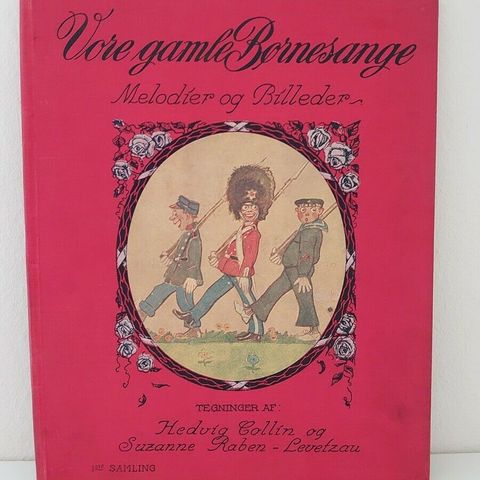 Vore gamle Børnesange
Melodier og Billeder
TEGNINGER AF:
Hedvig Collin og
Suzanne Raben-Levetzau
1STE SAMLING